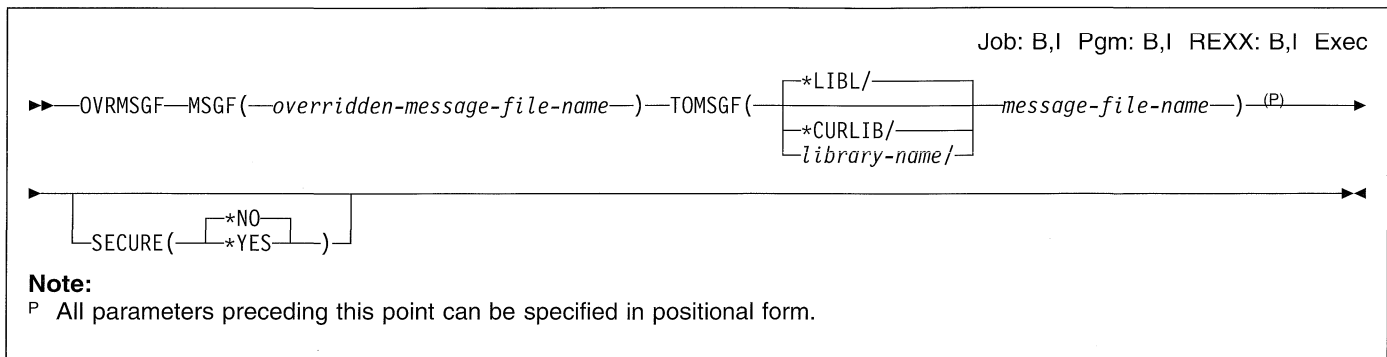 Job: B,I Pgm: B,I REXX: B,I Exec
*LIBL/
OVRMSGF MSGF( overridden-message-file-name ) TOMSGF( message-file-name ) (P)
*CURLIB/
library-name/
*NO
SECURE( *YES )
Note:
P All parameters preceding this point can be specified in positional form.